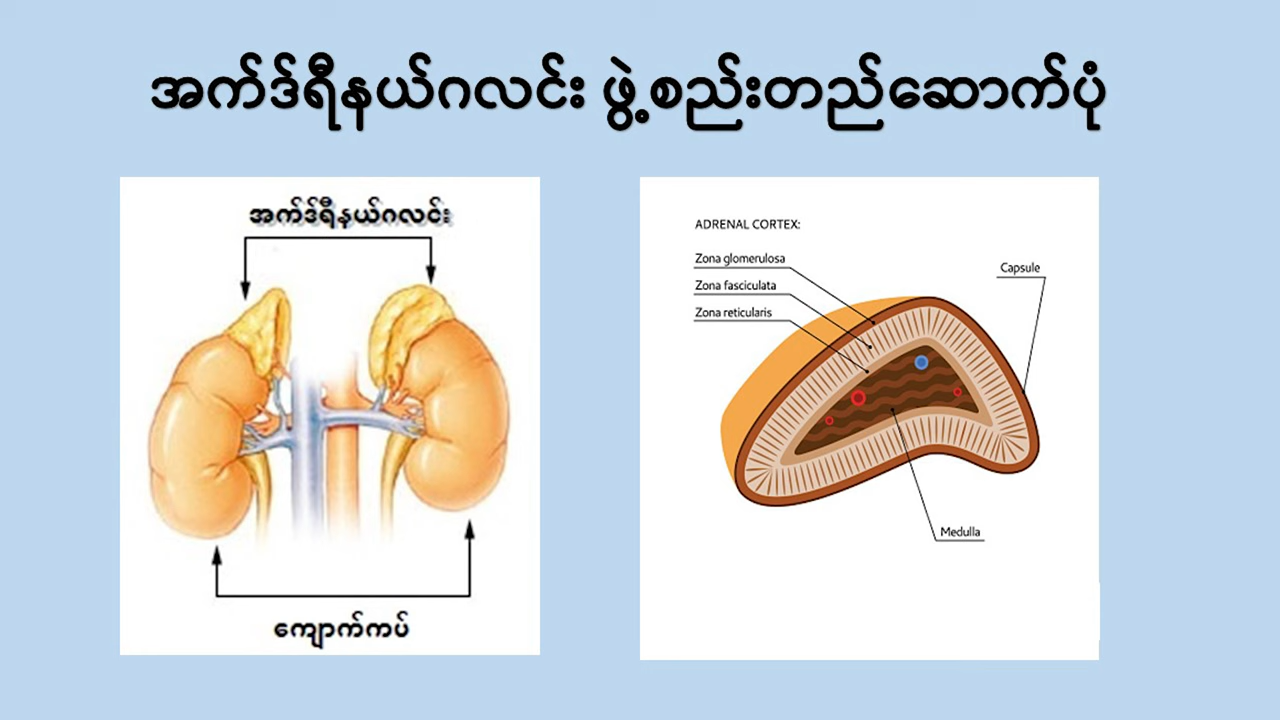 အက်ဒ်ရီနယ်ဂလင်း ဖွဲ့စည်းတည်ဆောက်ပုံ
အက်ဒ်ရီနယ်ဂလင်း
ကျောက်ကပ်
ADRENAL CORTEX:
Zona glomerulosa
Zona fasciculata
Zona reticularis
Capsule
Medulla